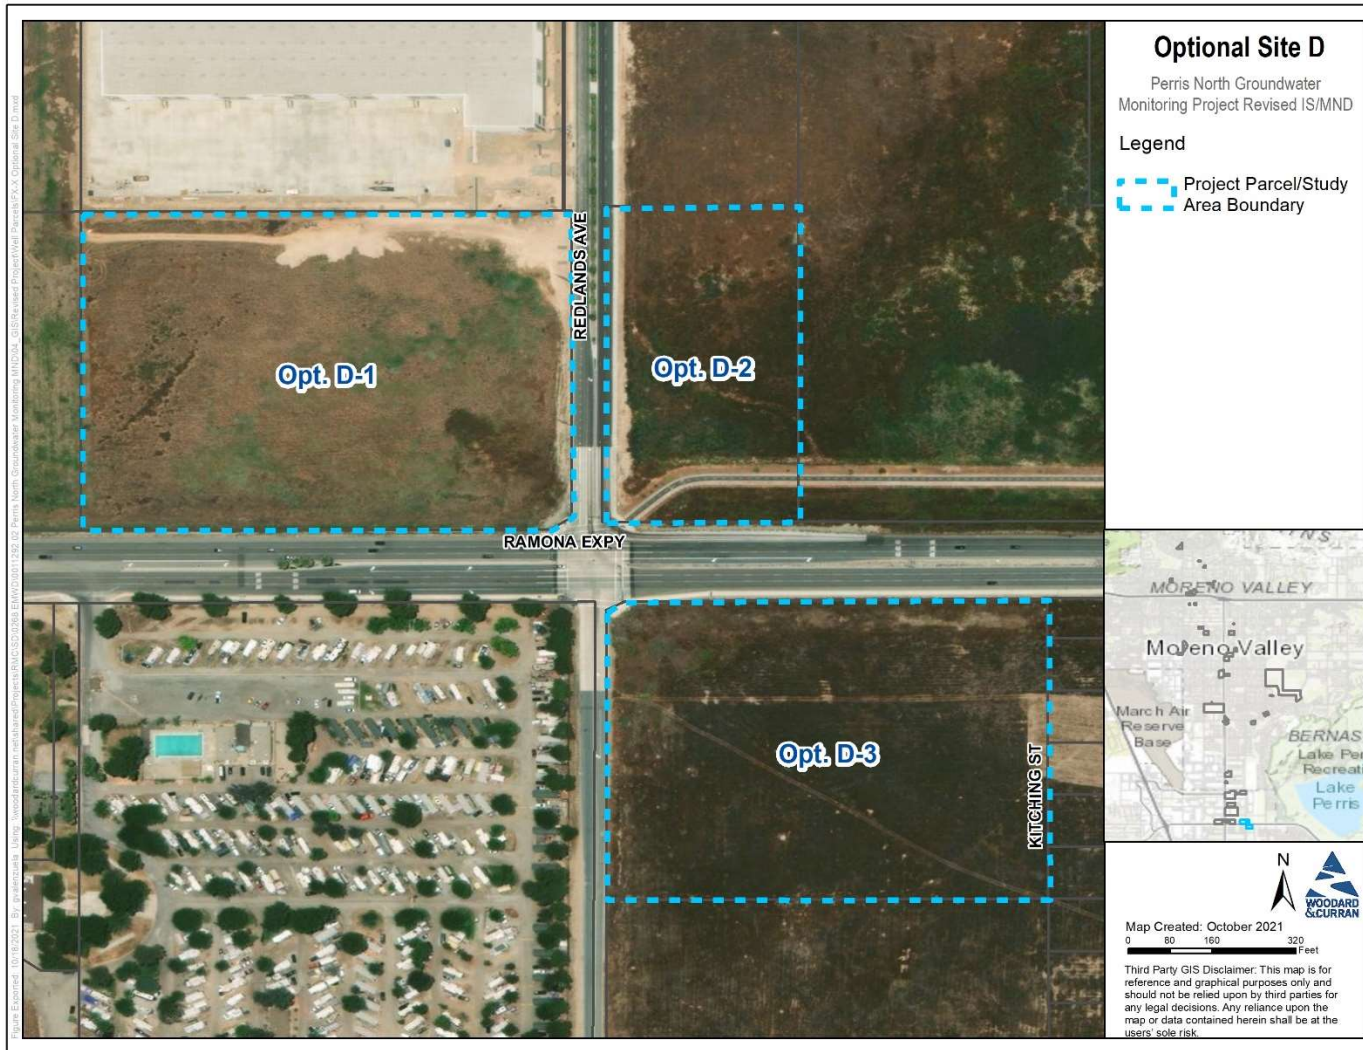 Optional Site D
Perris North Groundwater
Monitoring Project Revised IS/MND
Legend
Project Parcel/Study
Area Boundary
REDLANDS AVE
Opt. D-1
Opt. D-2
RAMONA EXPY
Opt. D-3
KITCHING ST
MORENO VALLEY
Moreno Valley
March Air
Reserve
Base
BERNAS
Lake Per
Recreati
Lake
Perris
N
WOODARD
&CURRAN
Map Created: October 2021
0 80 160 320
Feet
Third Party GIS Disclaimer: This map is for
reference and graphical purposes only and
should not be relied upon by third parties for
any legal decisions. Any reliance upon the
map or data contained herein shall be at the
users' sole risk.